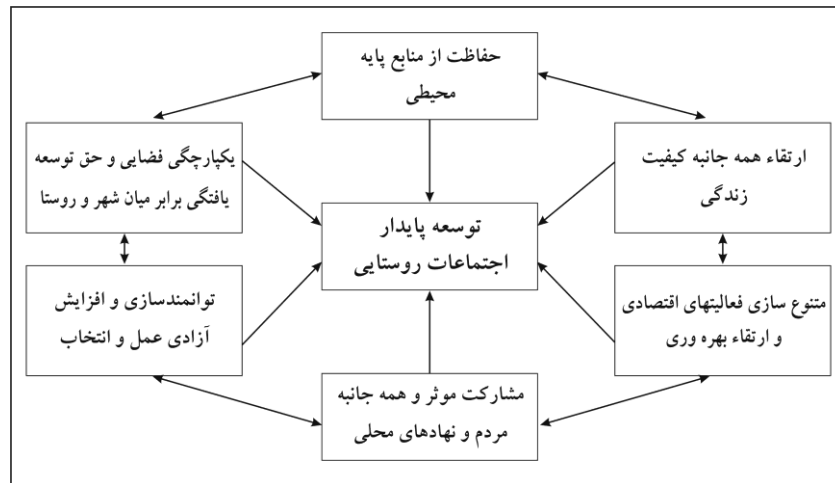 حفاظت از منابع پایه
محیطی
ارتقاء همه جانبه کیفیت
زندگی
یکپارچگی فضایی و حق توسعه
یافتگی برابر میان شهر و روستا
توسعه پایدار
اجتماعات روستایی
متنوع سازی فعالیتهای اقتصادی
و ارتقاء بهره وری
توانمندسازی و افزایش
آزادی عمل و انتخاب
مشارکت موثر و همه جانبه
مردم و نهادهای محلی